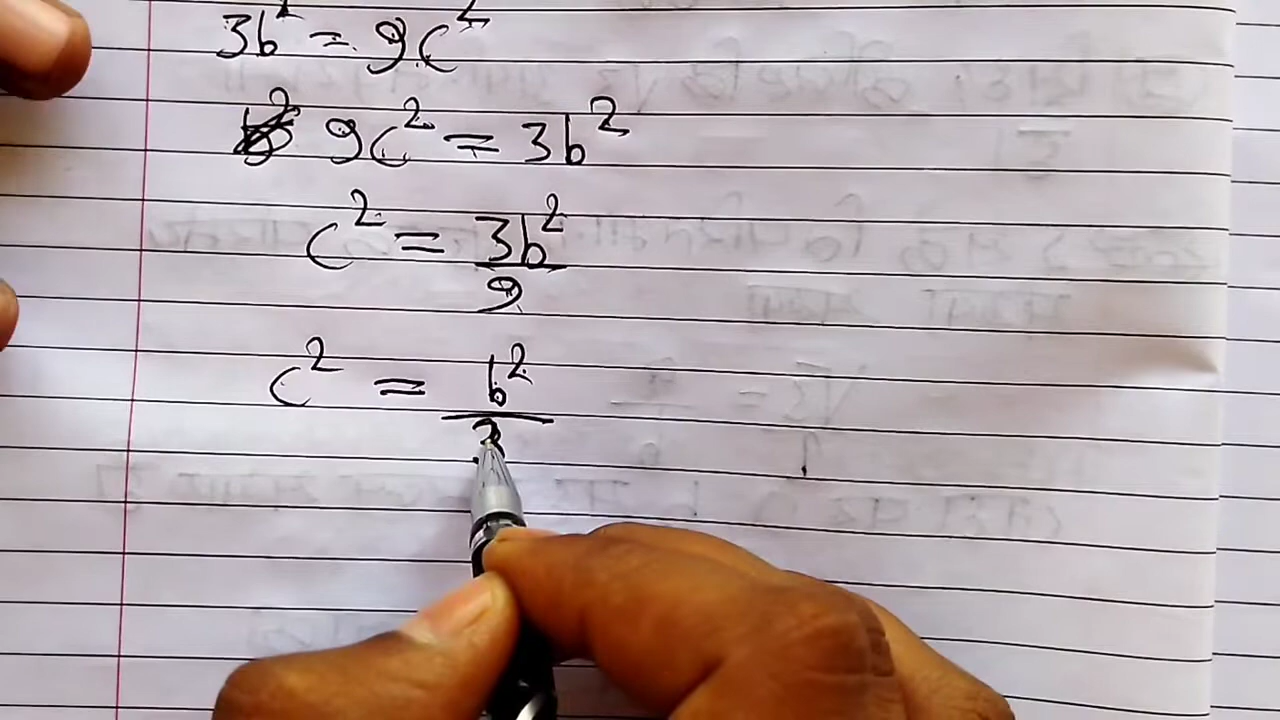 3b² = 9c²
9c² = 3b²
c² = 3b²/9
c² = b²/3